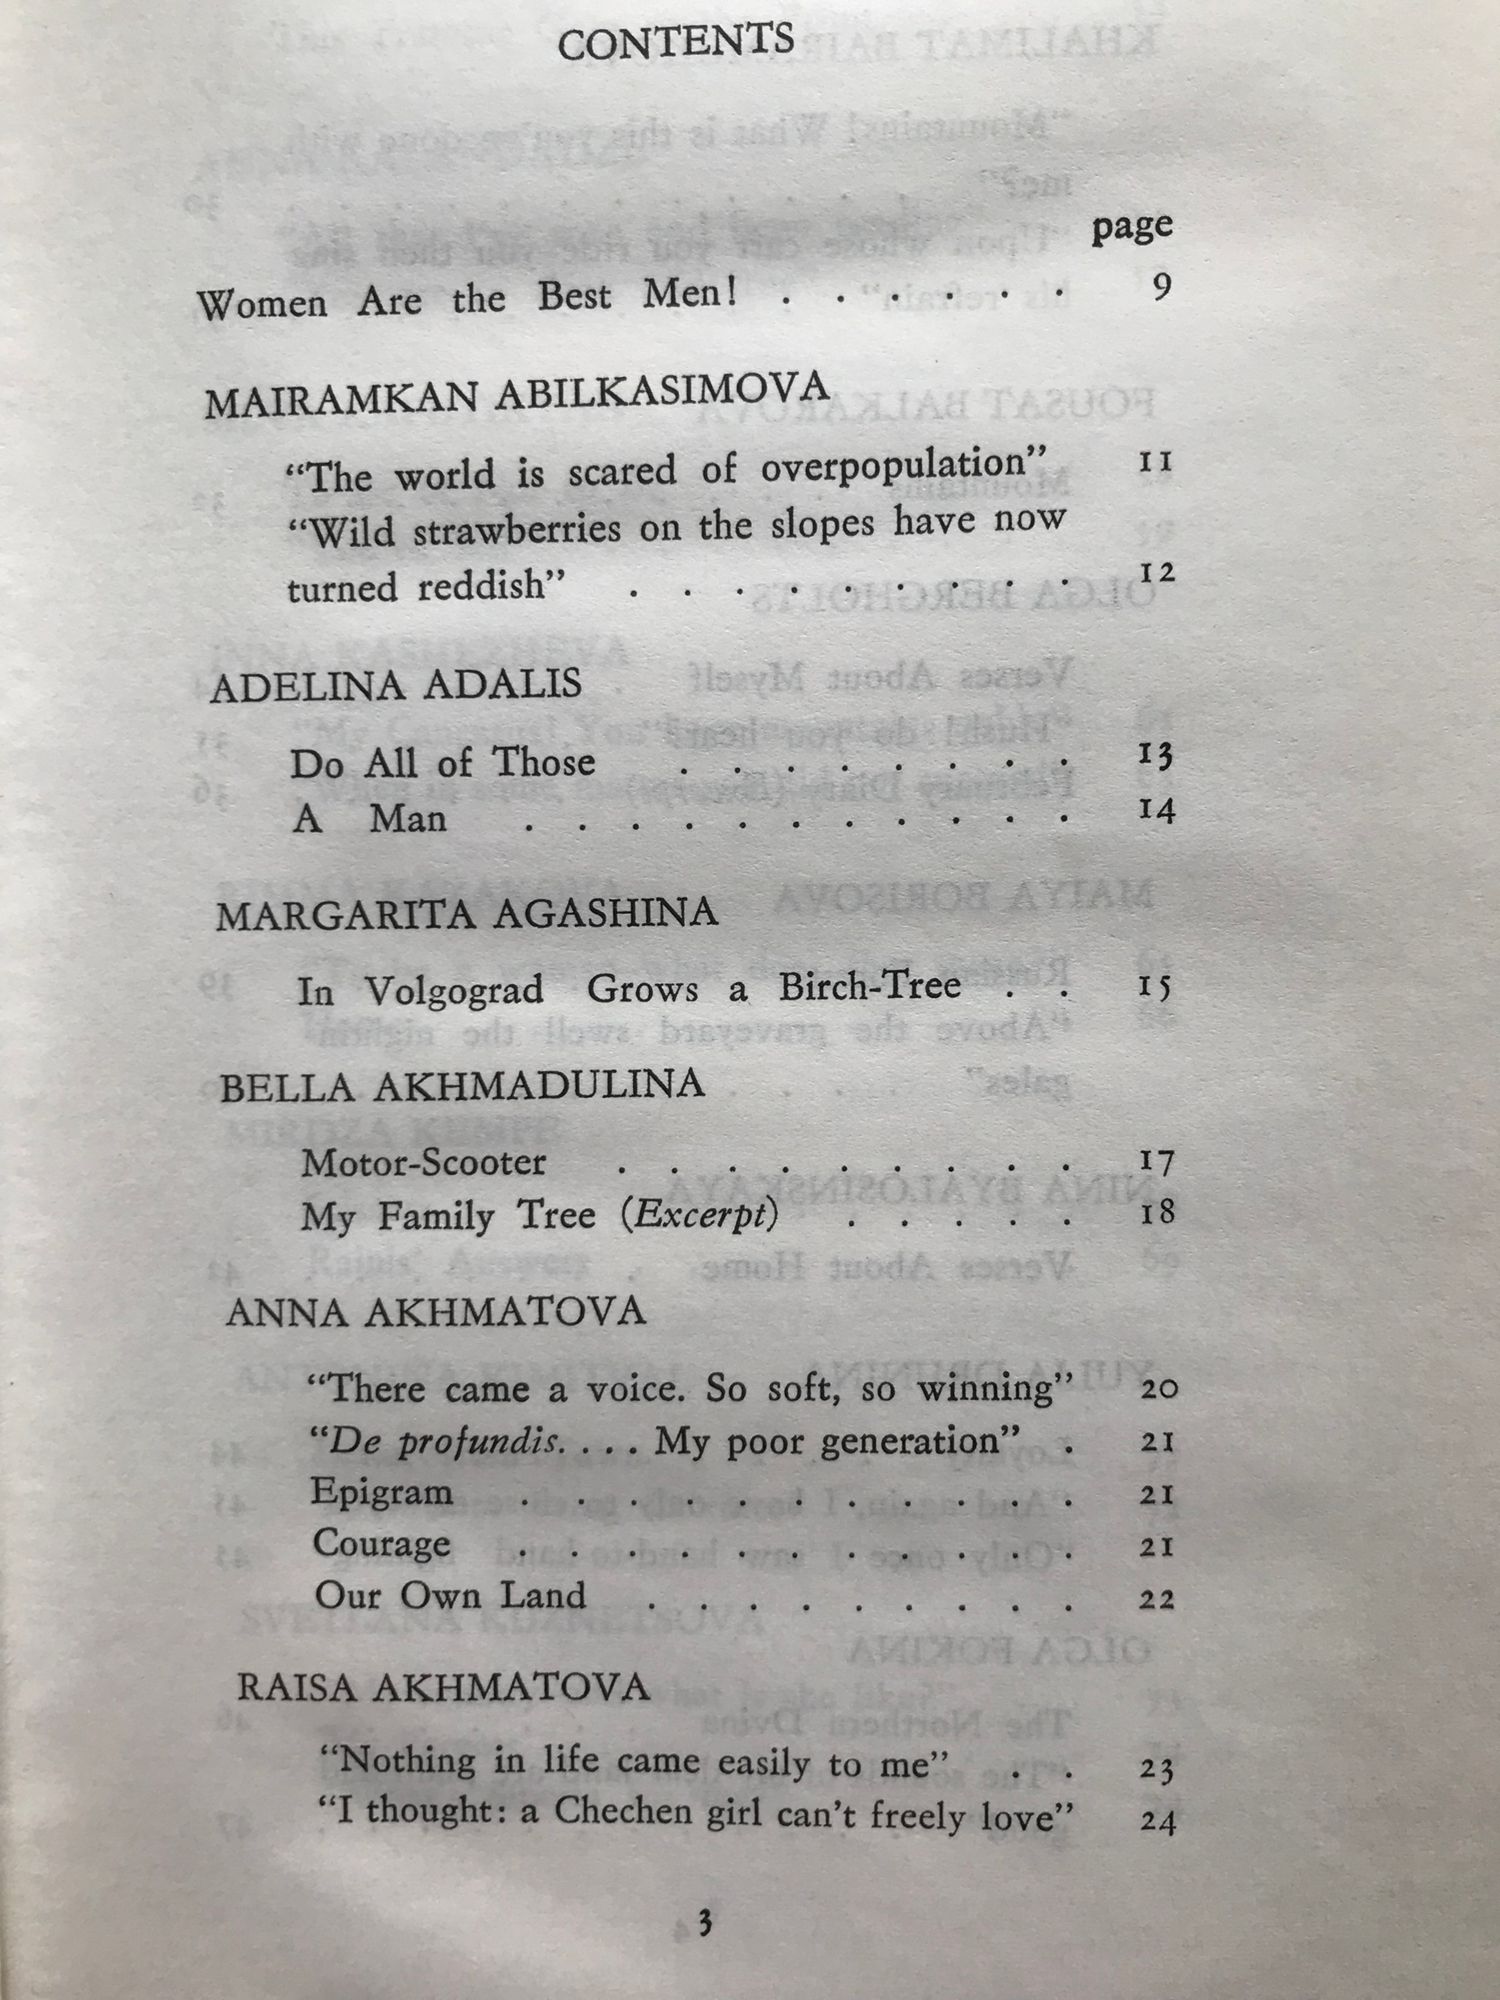 CONTENTS
page
Women Are the Best Men! . . . . . . 9
MAIRAMKAN ABILKASIMOVA
“The world is scared of overpopulation” 11
“Wild strawberries on the slopes have now
turned reddish” . . . . . . . . . 12
ADELINA ADALIS
Do All of Those . . . . . . . . 13
A Man . . . . . . . . . . . 14
MARGARITA AGASHINA
In Volgograd Grows a Birch-Tree . . 15
BELLA AKHMADULINA
Motor-Scooter . . . . . . . . . 17
My Family Tree (Excerpt) . . . . . 18
ANNA AKHMATOVA
“There came a voice. So soft, so winning” 20
“De profundis. . . . My poor generation” . 21
Epigram . . . . . . . . . . . 21
Courage . . . . . . . . . . . 21
Our Own Land . . . . . . . . . 22
RAISA AKHMATOVA
“Nothing in life came easily to me” . . 23
“I thought: a Chechen girl can't freely love” 24
3